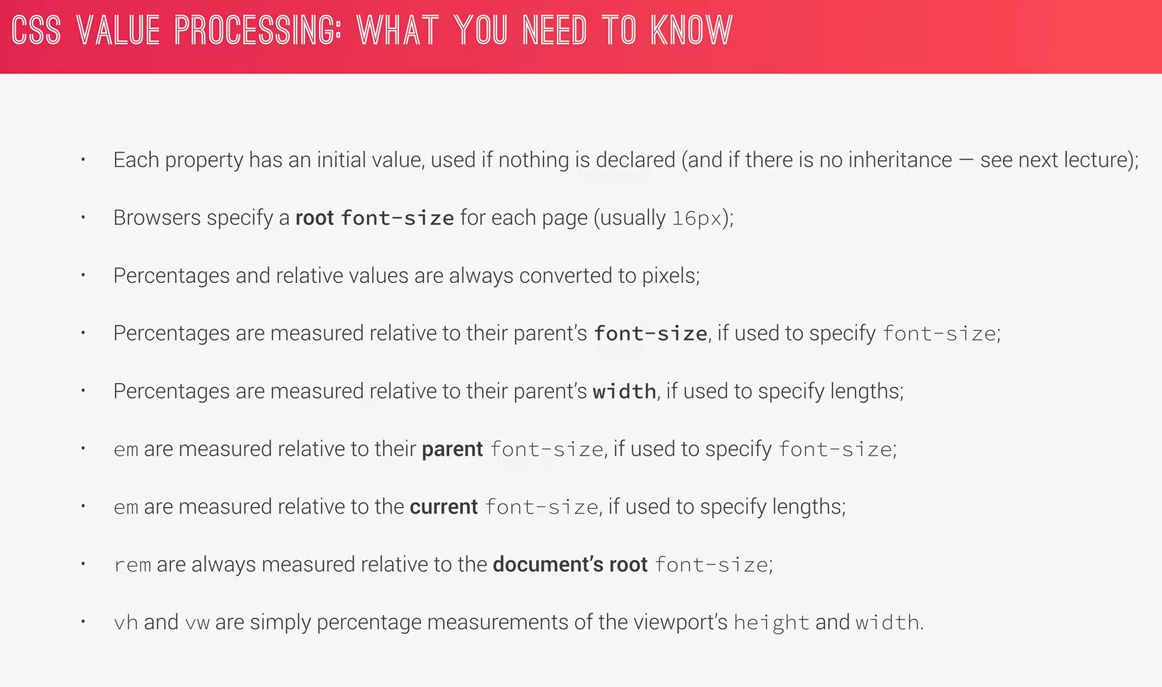 CSS VALUE PROCESSING: WHAT YOU NEED TO KNOW
• Each property has an initial value, used if nothing is declared (and if there is no inheritance — see next lecture);
• Browsers specify a root font-size for each page (usually 16px);
• Percentages and relative values are always converted to pixels;
• Percentages are measured relative to their parent’s font-size, if used to specify font-size;
• Percentages are measured relative to their parent’s width, if used to specify lengths;
• em are measured relative to their parent font-size, if used to specify font-size;
• em are measured relative to the current font-size, if used to specify lengths;
• rem are always measured relative to the document’s root font-size;
• vh and vw are simply percentage measurements of the viewport’s height and width.